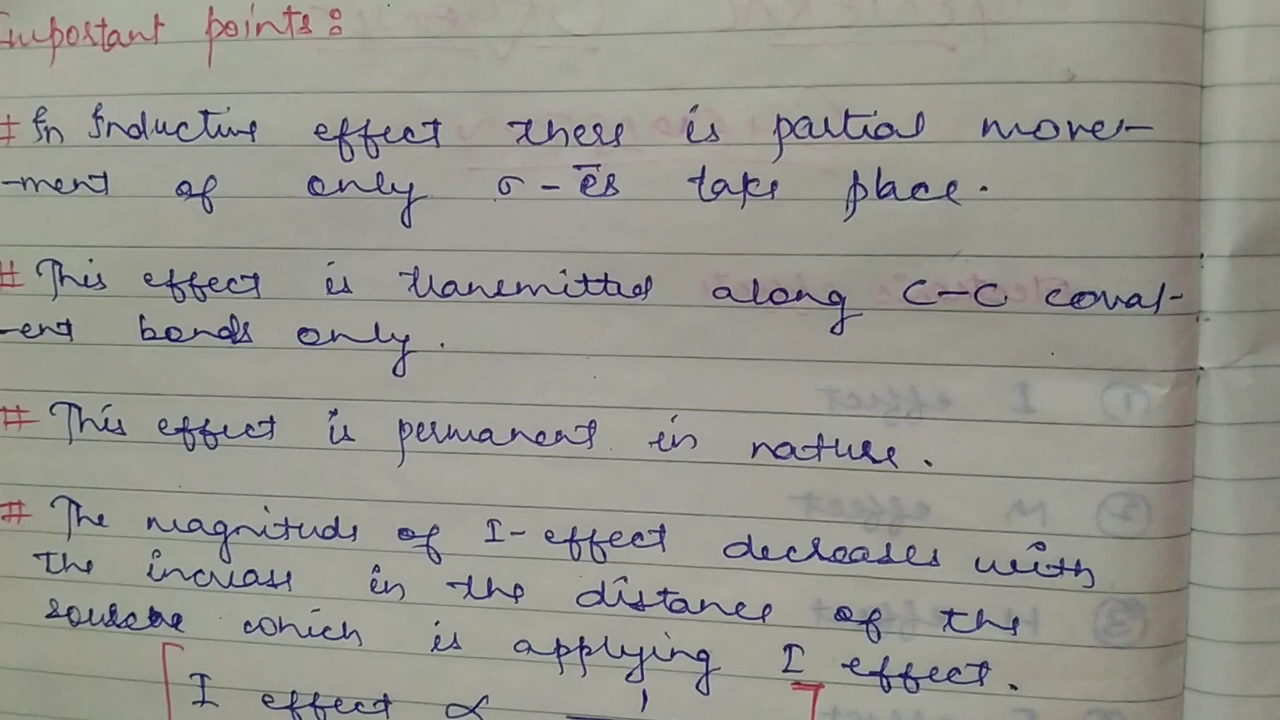 Important points:
# In Inductive effect there is partial move-
-ment of only σ-ēs take place.
# This effect is transmitted along C-C coval-
-ent bonds only.
# This effect is permanent in nature.
# The magnitude of I-effect decreases with
the increase in the distance of the
source which is applying I effect.
I effect ∝ 1